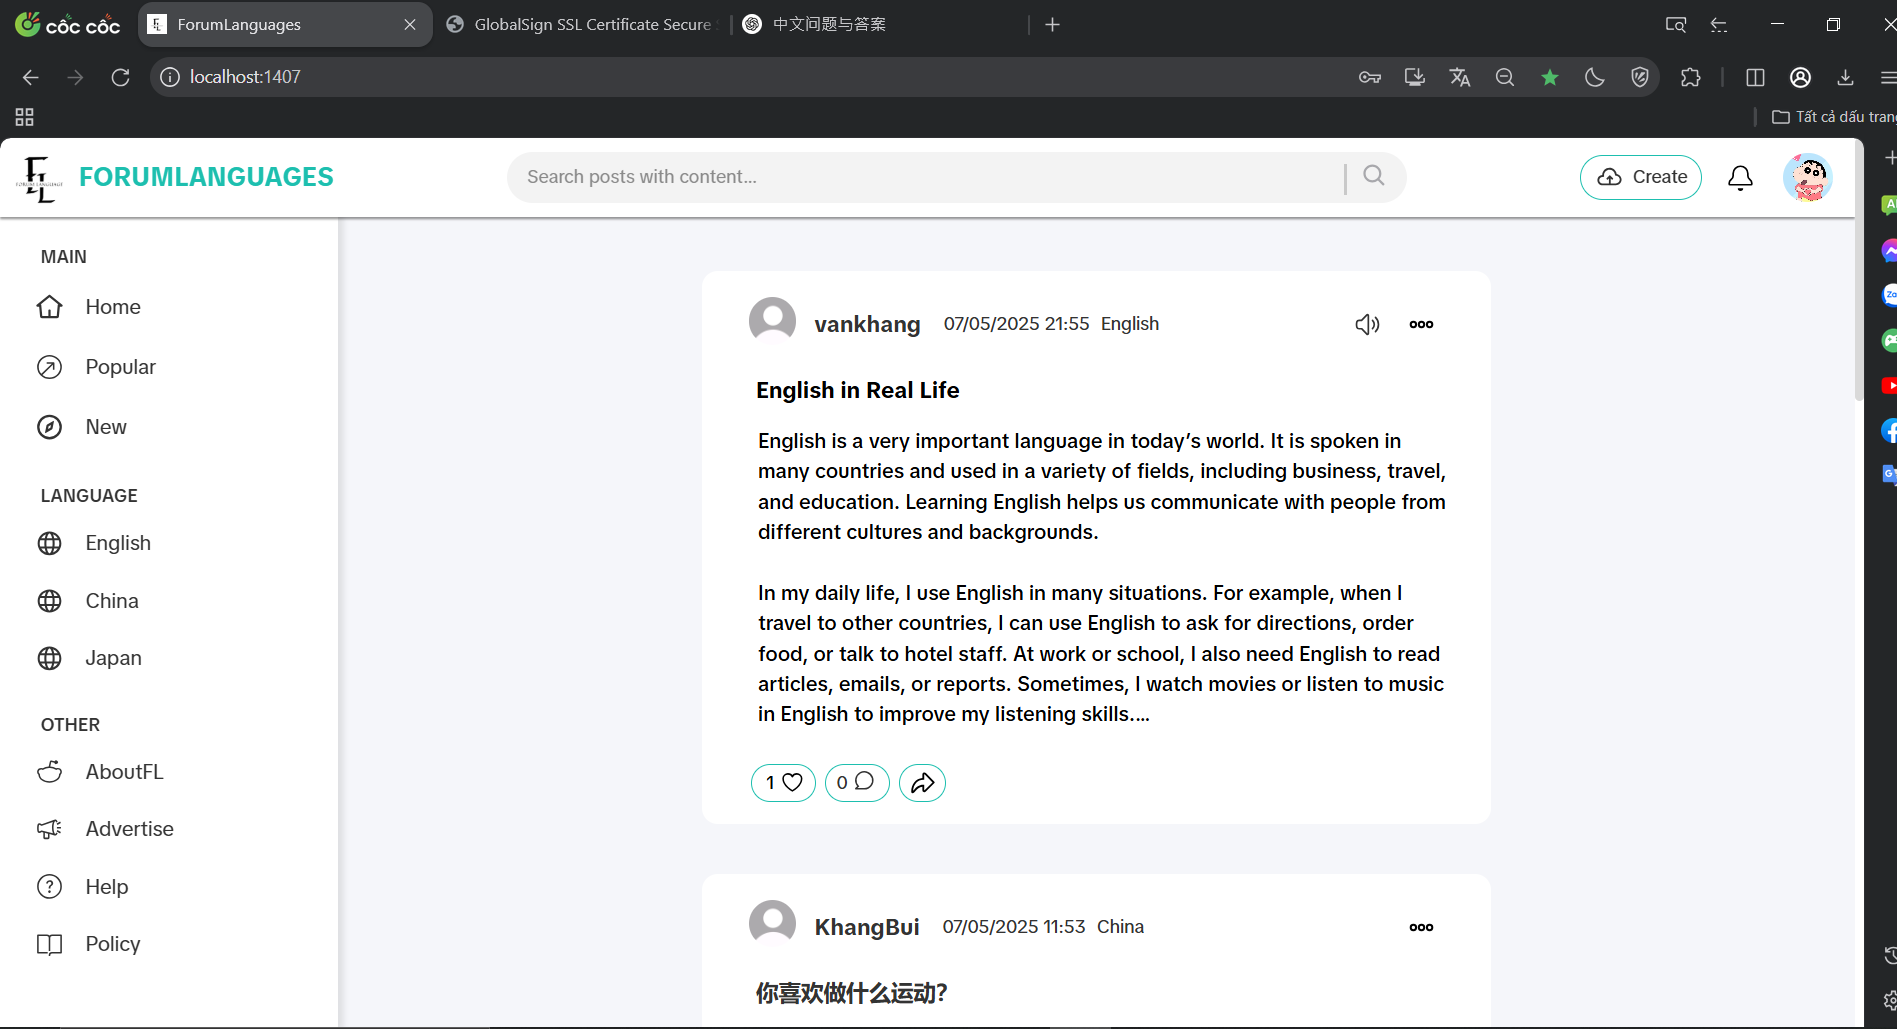 cốc cốc
ForumLanguages
GlobalSign SSL Certificate Secure
中文问题与答案
localhost:1407
Tất cả dấu trang
FORUM LANGUAGE
FORUMLANGUAGES
Search posts with content...
Create
MAIN
Home
Popular
New
LANGUAGE
English
China
Japan
OTHER
AboutFL
Advertise
Help
Policy
vankhang 07/05/2025 21:55 English
English in Real Life
English is a very important language in today’s world. It is spoken in
many countries and used in a variety of fields, including business, travel,
and education. Learning English helps us communicate with people from
different cultures and backgrounds.
In my daily life, I use English in many situations. For example, when I
travel to other countries, I can use English to ask for directions, order
food, or talk to hotel staff. At work or school, I also need English to read
articles, emails, or reports. Sometimes, I watch movies or listen to music
in English to improve my listening skills....
1
0
KhangBui 07/05/2025 11:53 China
你喜欢做什么运动?